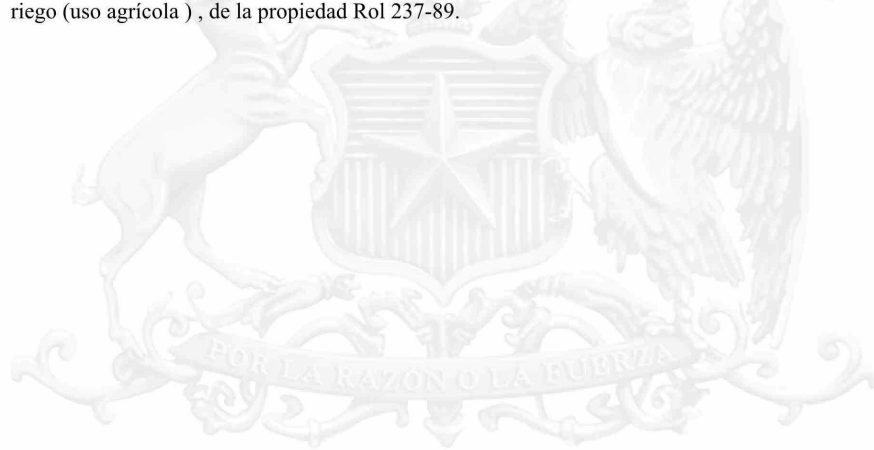 riego (uso agrícola ) , de la propiedad Rol 237-89.
POR LA RAZON O LA FUERZA